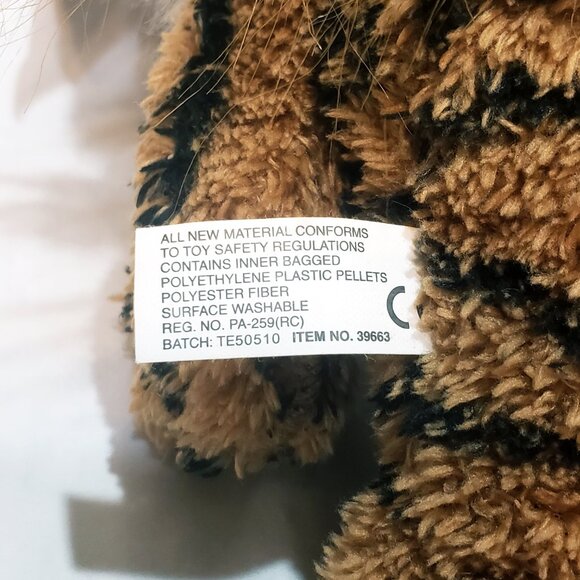 ALL NEW MATERIAL CONFORMS
TO TOY SAFETY REGULATIONS
CONTAINS INNER BAGGED
POLYETHYLENE PLASTIC PELLETS
POLYESTER FIBER
SURFACE WASHABLE
REG. NO. PA-259(RC)
BATCH: TE50510 ITEM NO. 39663